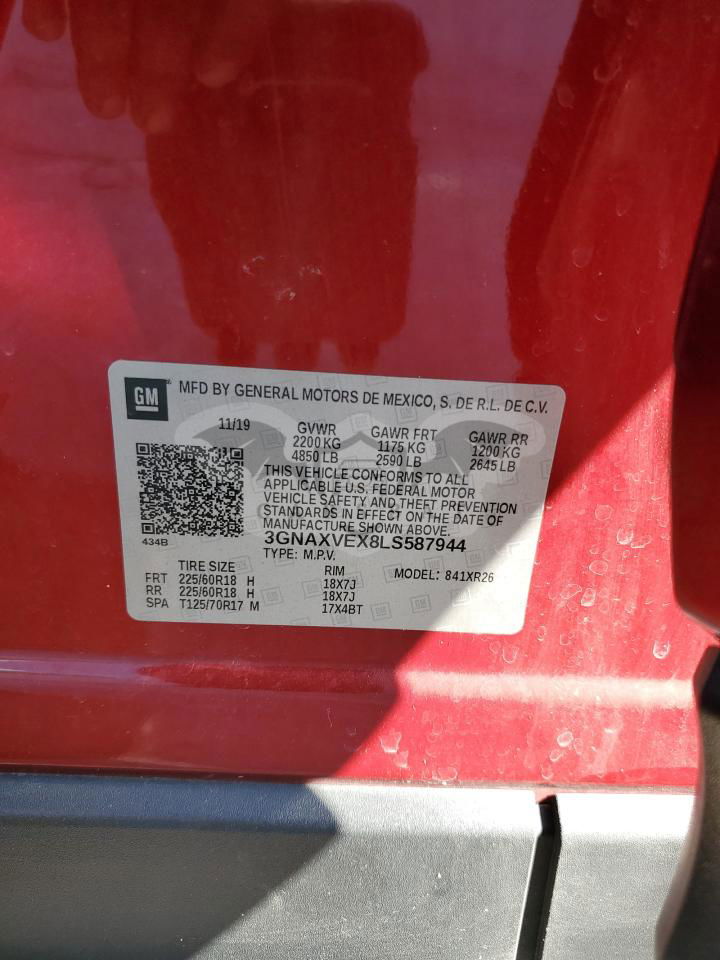 GM MFD BY GENERAL MOTORS DE MEXICO, S. DE R.L. DE C.V.
11/19 GVWR GAWR FRT GAWR RR
2200 KG 1175 KG 1200 KG
4850 LB 2590 LB 2645 LB
THIS VEHICLE CONFORMS TO ALL
APPLICABLE U.S. FEDERAL MOTOR
VEHICLE SAFETY AND THEFT PREVENTION
STANDARDS IN EFFECT ON THE DATE OF
MANUFACTURE SHOWN ABOVE.
434B 3GNAXVEX8LS587944
TYPE: M.P.V.
TIRE SIZE RIM MODEL: 841XR26
FRT 225/60R18 H 18X7J
RR 225/60R18 H 18X7J
SPA T125/70R17 M 17X4BT